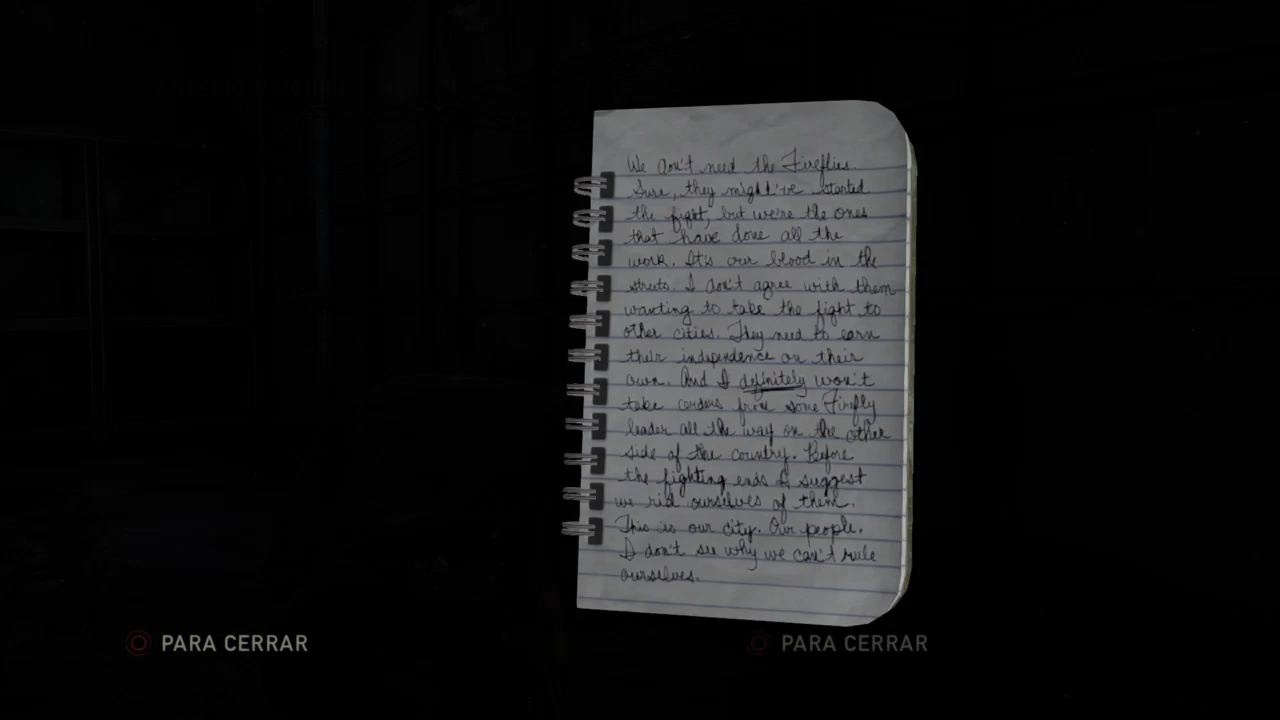 We don't need the Fireflies.
Sure, they might've started
the fight, but we're the ones
that have done all the
work. It's our blood in the
streets. I don't agree with them
wanting to take the fight to
other cities. They need to earn
their independence on their
own. And I definitely won't
take orders from some Firefly
leader all the way on the other
side of the country. Before
the fighting ends I suggest
we rid ourselves of them.
This is our city. Our people.
I don't see why we can't rule
ourselves.
PARA CERRAR
PARA CERRAR